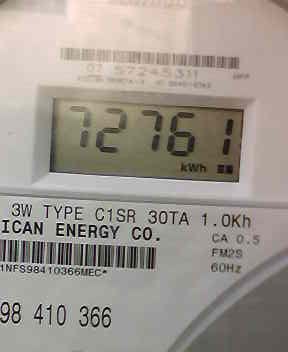 07 57245311
72761
kWh
3W TYPE C1SR 30TA 1.0Kh
ICAN ENERGY CO.
CA 0.5
FM2S
1NFS98410366MEC*
60Hz
98 410 366